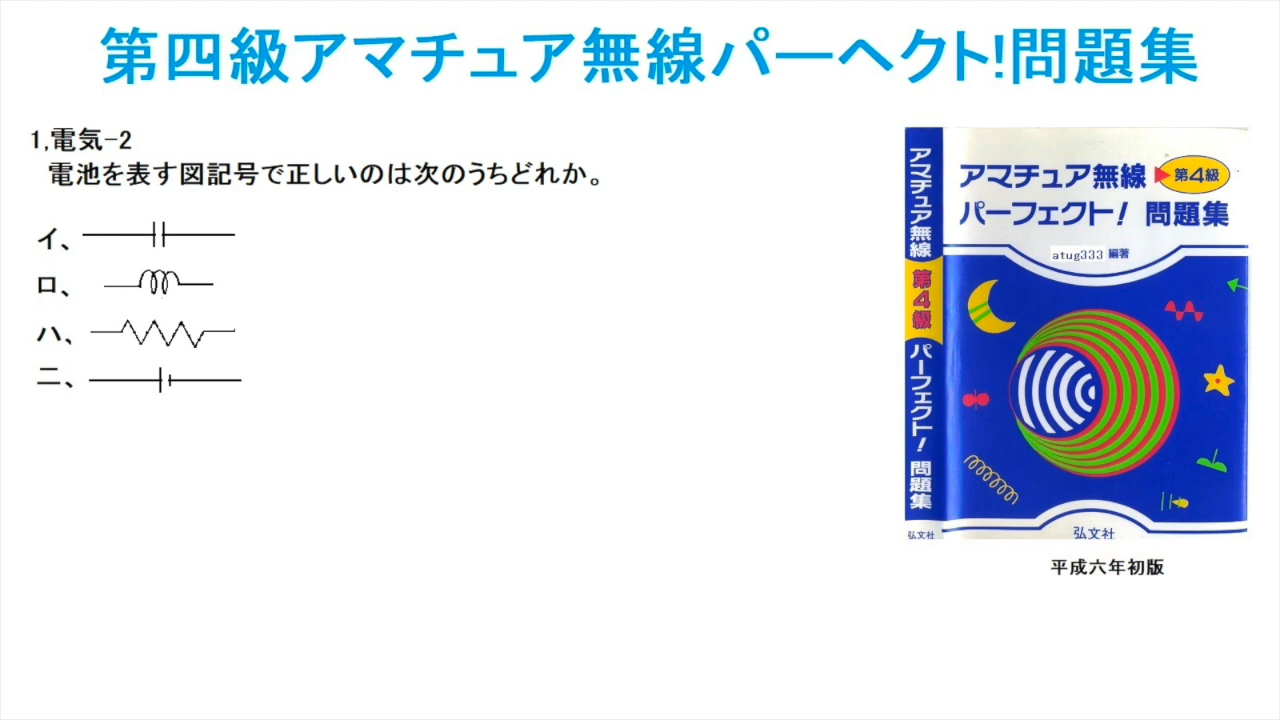 第四級アマチュア無線パーヘクト!問題集
1,電気-2
電池を表す図記号で正しいのは次のうちどれか。
イ、
ロ、
ハ、
ニ、
アマチュア無線 第4級 パーフェクト! 問題集
弘文社
アマチュア無線 第4級
パーフェクト! 問題集
atug333 編著
弘文社
平成六年初版